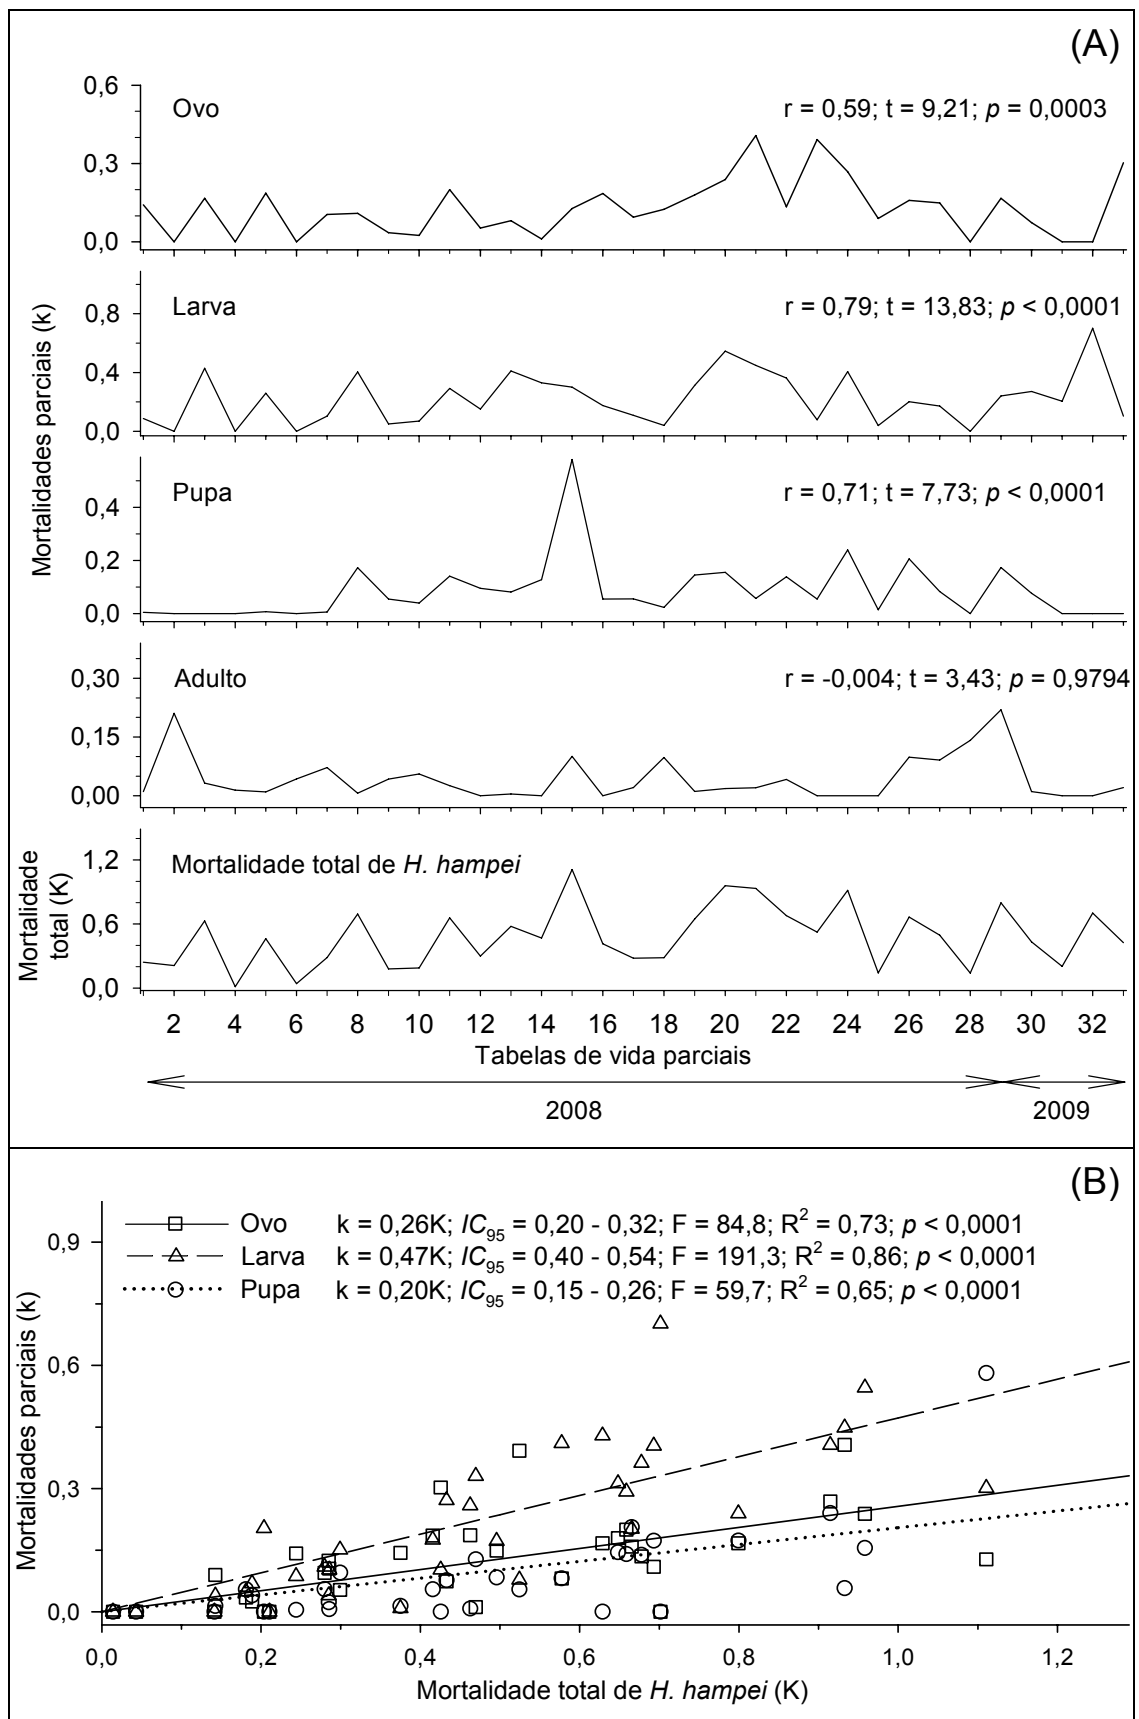 (A)
0,6
Ovo
r = 0,59; t = 9,21; p = 0,0003
0,3
0,0
Mortalidades parciais (k)
Larva
r = 0,79; t = 13,83; p < 0,0001
0,8
0,4
0,0
Pupa
r = 0,71; t = 7,73; p < 0,0001
0,4
0,2
0,0
0,30
Adulto
r = -0,004; t = 3,43; p = 0,9794
0,15
0,00
Mortalidade
total (K)
1,2
Mortalidade total de H. hampei
0,6
0,0
2 4 6 8 10 12 14 16 18 20 22 24 26 28 30 32
Tabelas de vida parciais
2008 2009
(B)
Mortalidades parciais (k)
Ovo k = 0,26K; IC95 = 0,20 - 0,32; F = 84,8; R2 = 0,73; p < 0,0001
0,9
Larva k = 0,47K; IC95 = 0,40 - 0,54; F = 191,3; R2 = 0,86; p < 0,0001
Pupa k = 0,20K; IC95 = 0,15 - 0,26; F = 59,7; R2 = 0,65; p < 0,0001
0,6
0,3
0,0
0,0 0,2 0,4 0,6 0,8 1,0 1,2
Mortalidade total de H. hampei (K)